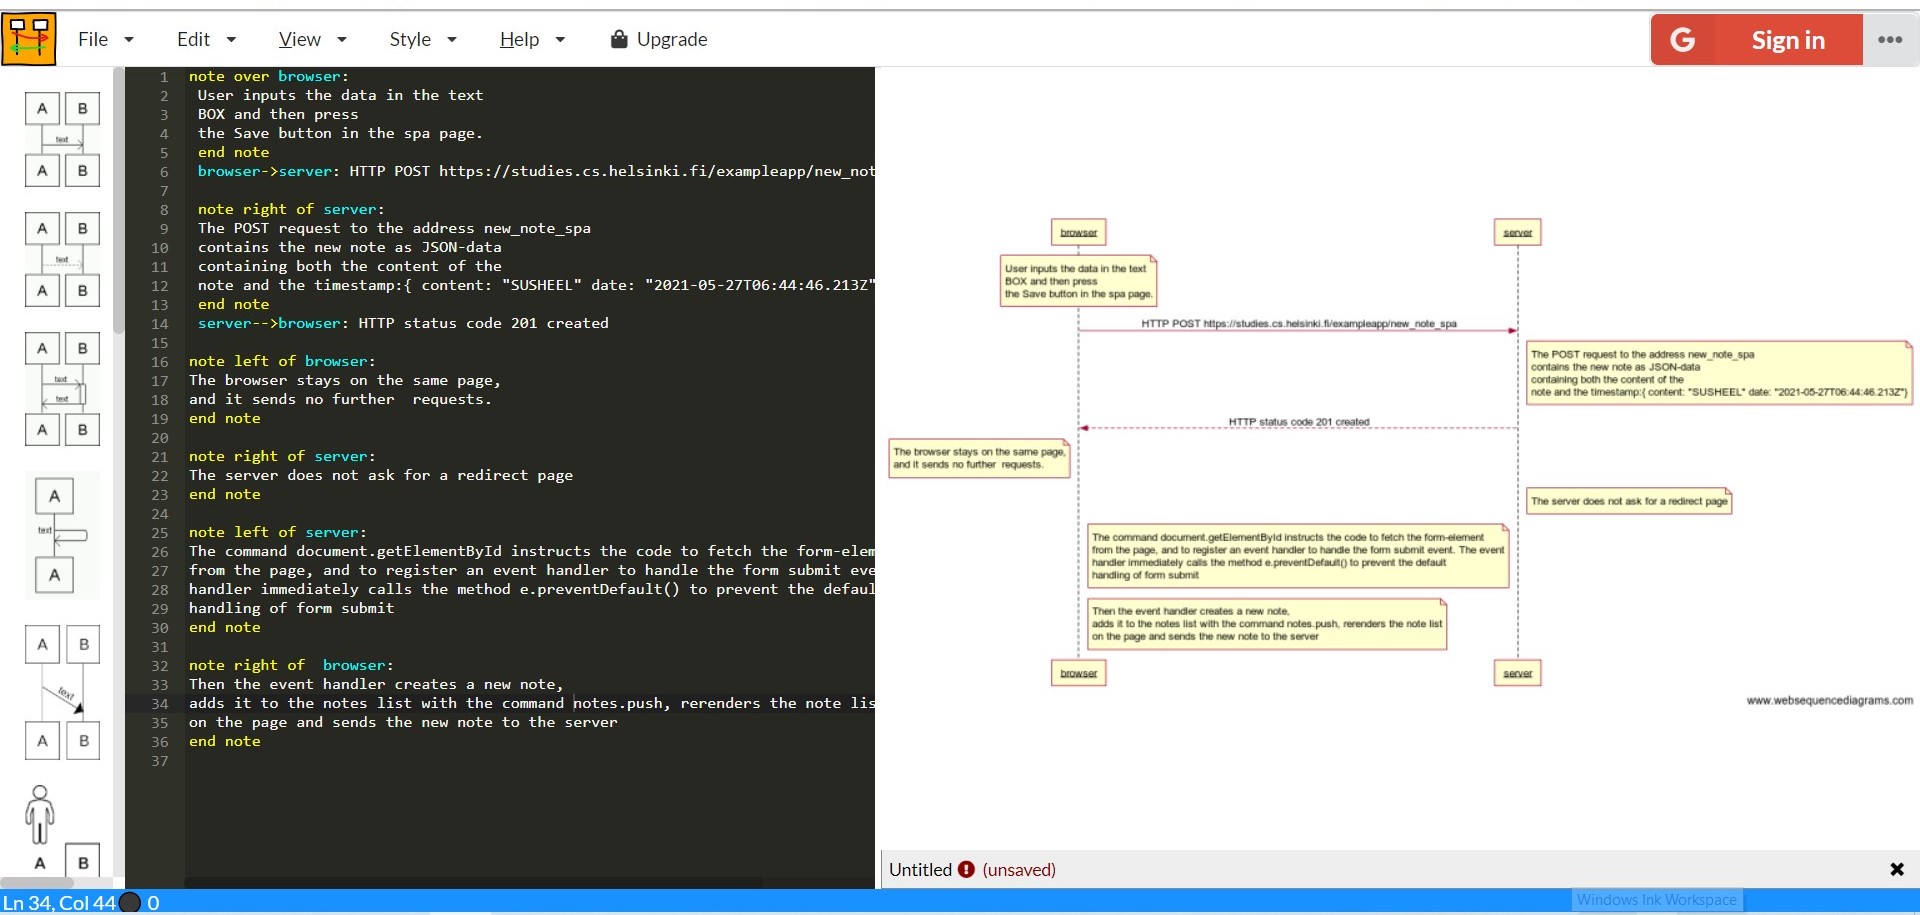 File Edit View Style Help Upgrade
G Sign in
A B
text
A B
A B
text
A B
A B
text
text
A B
A
text
A
A B
text
A B
A B
1 note over browser:
2 User inputs the data in the text
3 BOX and then press
4 the Save button in the spa page.
5 end note
6 browser->server: HTTP POST https://studies.cs.helsinki.fi/exampleapp/new_not
7
8 note right of server:
9 The POST request to the address new_note_spa
10 contains the new note as JSON-data
11 containing both the content of the
12 note and the timestamp:{ content: "SUSHEEL" date: "2021-05-27T06:44:46.213Z"
13 end note
14 server-->browser: HTTP status code 201 created
15
16 note left of browser:
17 The browser stays on the same page,
18 and it sends no further  requests.
19 end note
20
21 note right of server:
22 The server does not ask for a redirect page
23 end note
24
25 note left of server:
26 The command document.getElementById instructs the code to fetch the form-elem
27 from the page, and to register an event handler to handle the form submit eve
28 handler immediately calls the method e.preventDefault() to prevent the defaul
29 handling of form submit
30 end note
31
32 note right of  browser:
33 Then the event handler creates a new note,
34 adds it to the notes list with the command notes.push, rerenders the note lis
35 on the page and sends the new note to the server
36 end note
37
browser server
User inputs the data in the text
BOX and then press
the Save button in the spa page.
HTTP POST https://studies.cs.helsinki.fi/exampleapp/new_note_spa
The POST request to the address new_note_spa
contains the new note as JSON-data
containing both the content of the
note and the timestamp:{ content: "SUSHEEL" date: "2021-05-27T06:44:46.213Z"}
HTTP status code 201 created
The browser stays on the same page,
and it sends no further  requests.
The server does not ask for a redirect page
The command document.getElementById instructs the code to fetch the form-element
from the page, and to register an event handler to handle the form submit event. The event
handler immediately calls the method e.preventDefault() to prevent the default
handling of form submit
Then the event handler creates a new note,
adds it to the notes list with the command notes.push, rerenders the note list
on the page and sends the new note to the server
browser server
www.websequencediagrams.com
Untitled (unsaved)
Ln 34, Col 44 0
Windows Ink Workspace